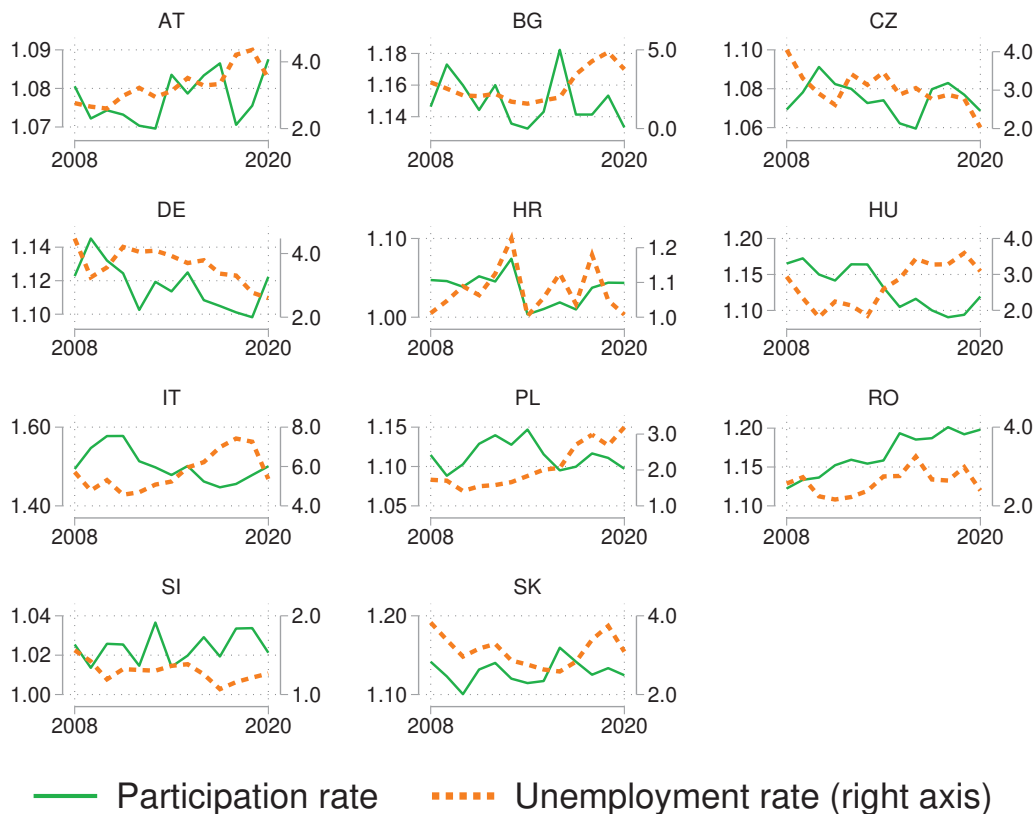 AT BG CZ
1.09 4.0 1.18 5.0 1.10 4.0
1.08 3.0 1.16 1.08 3.0
1.07 2.0 1.14 0.0 1.06 2.0
2008 2020 2008 2020 2008 2020
DE HR HU
1.14 4.0 1.10 1.2 1.20 4.0
1.12 1.1 1.15 3.0
1.10 2.0 1.00 1.0 1.10 2.0
2008 2020 2008 2020 2008 2020
IT PL RO
1.60 8.0 1.15 3.0 1.20 4.0
6.0 1.10 2.0 1.15
1.40 4.0 1.05 1.0 1.10 2.0
2008 2020 2008 2020 2008 2020
SI SK
1.04 2.0 1.20 4.0
1.02
1.00 1.0 1.10 2.0
2008 2020 2008 2020
Participation rate Unemployment rate (right axis)